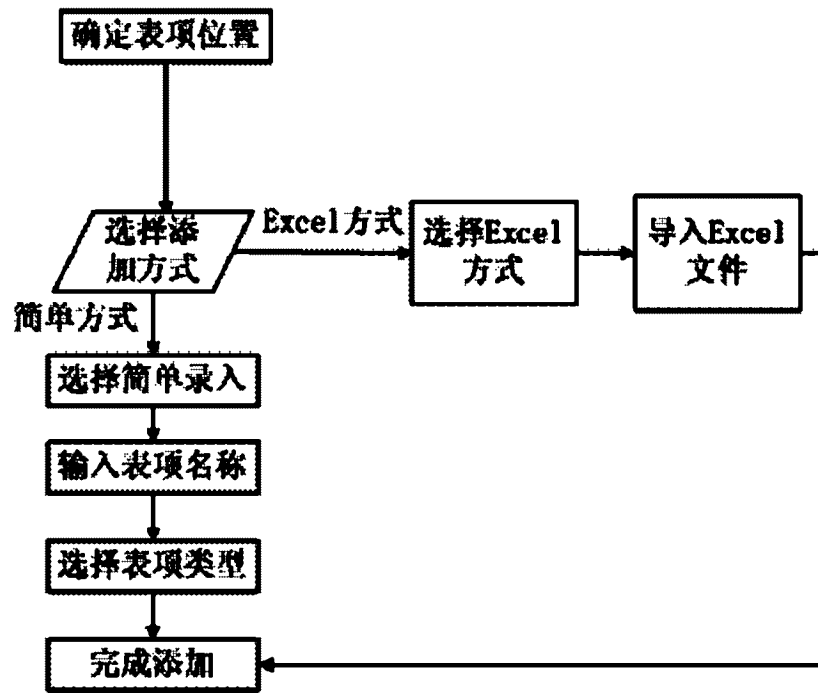 确定表项位置
选择添
加方式
Excel方式
选择Excel
方式
导入Excel
文件
简单方式
选择简单录入
输入表项名称
选择表项类型
完成添加